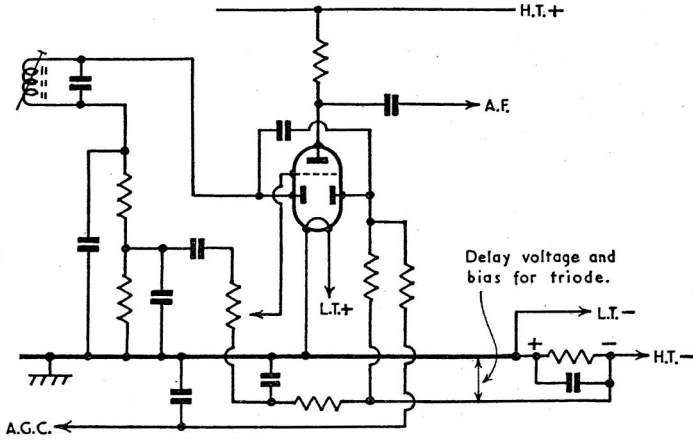 H.T.+
A.F.
Delay voltage and
bias for triode.
L.T.+
L.T.−
+
−
H.T.−
A.G.C.